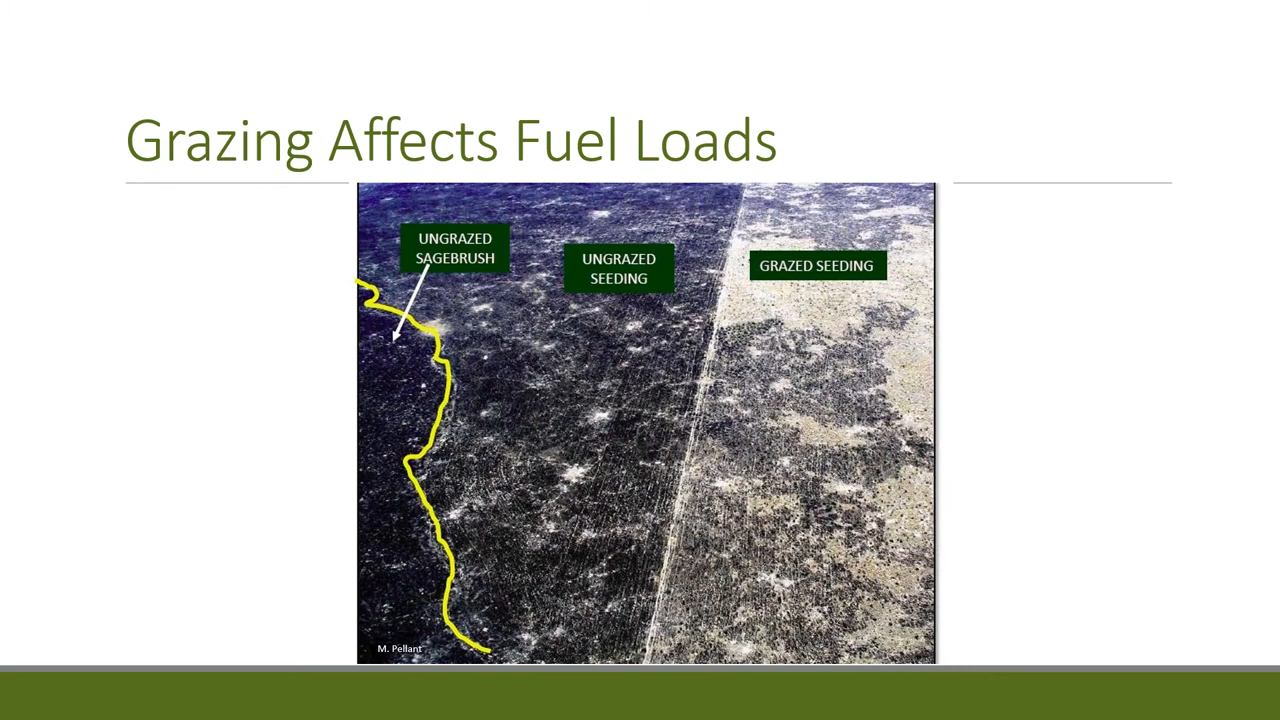 Grazing Affects Fuel Loads
UNGRAZED
SAGEBRUSH
UNGRAZED
SEEDING
GRAZED SEEDING
M. Pellant